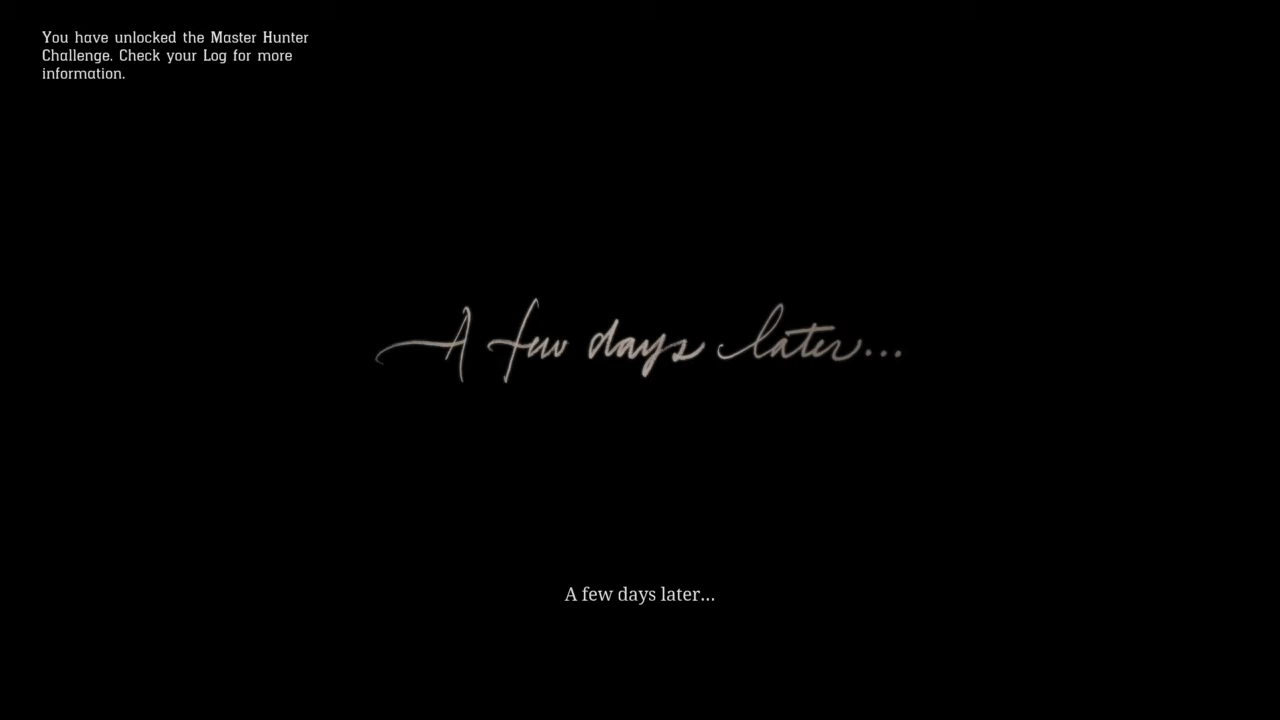 You have unlocked the Master Hunter
Challenge. Check your Log for more
information.
A few days later...
A few days later...